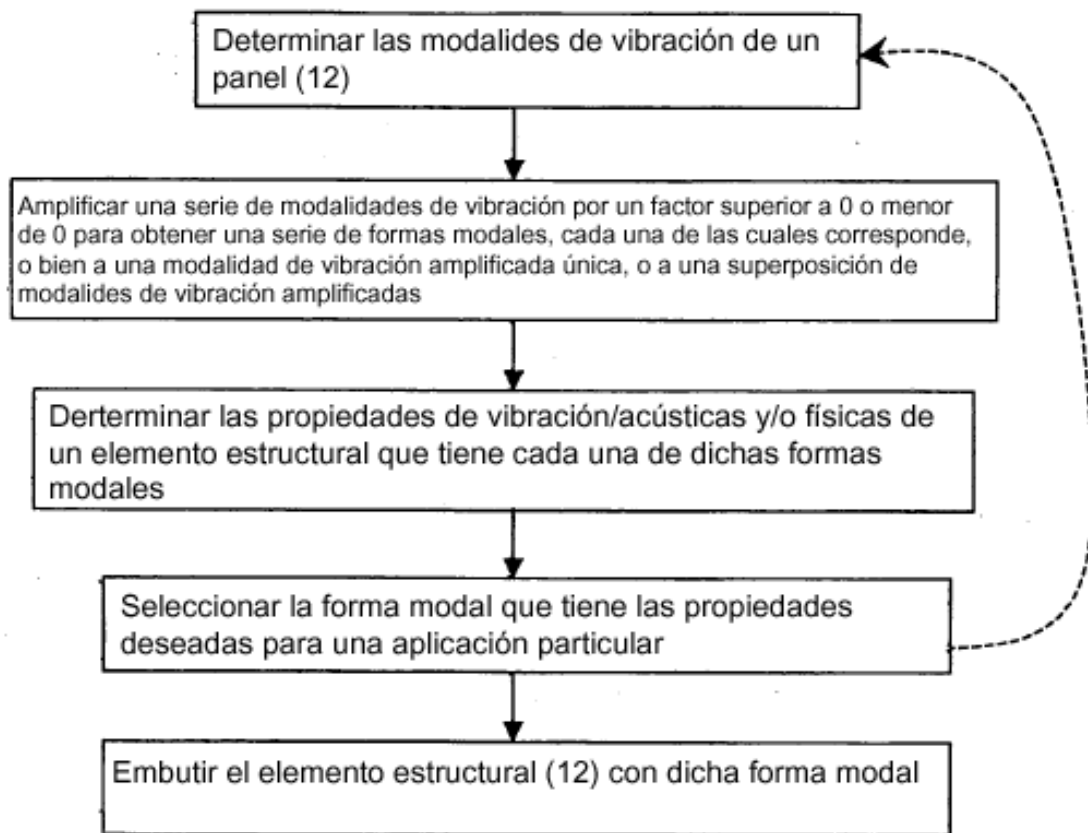 Determinar las modalides de vibración de un
panel (12)
Amplificar una serie de modalidades de vibración por un factor superior a 0 o menor
de 0 para obtener una serie de formas modales, cada una de las cuales corresponde,
o bien a una modalidad de vibración amplificada única, o a una superposición de
modalides de vibración amplificadas
Derterminar las propiedades de vibración/acústicas y/o físicas de
un elemento estructural que tiene cada una de dichas formas
modales
Seleccionar la forma modal que tiene las propiedades
deseadas para una aplicación particular
Embutir el elemento estructural (12) con dicha forma modal